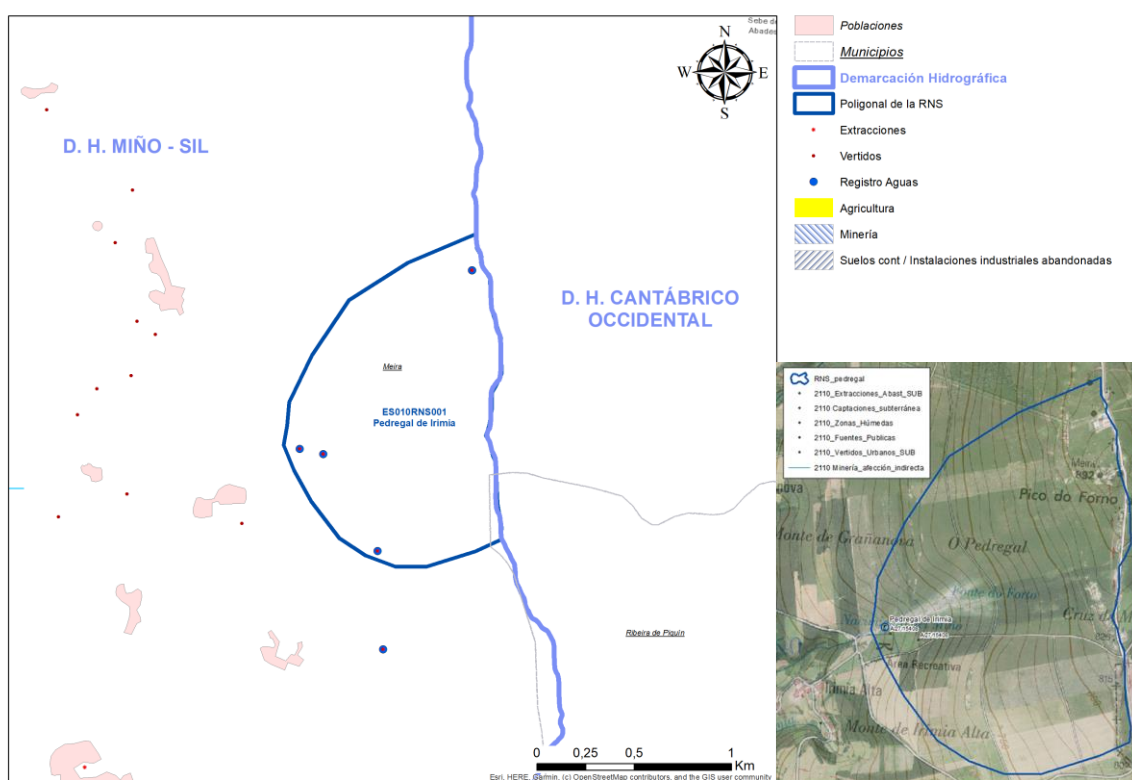 Sebe de
Abades
N
W
E
S
D. H. MIÑO - SIL
D. H. CANTÁBRICO
OCCIDENTAL
Meira
ES010RNS001
Pedregal de Irimia
Ribeira de Piquín
0 0,25 0,5 1
Km
Esri, HERE, Garmin, (c) OpenStreetMap contributors, and the GIS user community
Poblaciones
Municipios
Demarcación Hidrográfica
Poligonal de la RNS
Extracciones
Vertidos
Registro Aguas
Agricultura
Minería
Suelos cont / Instalaciones industriales abandonadas
RNS_pedregal
2110_Extracciones_Abast_SUB
2110 Captaciones_subterránea
2110_Zonas_Húmedas
2110_Fuentes_Publicas
2110_Vertidos_Urbanos_SUB
2110 Minería_afección_indirecta
Meira
892
Pico do Forno
Monte de Grañanova
O Pedregal
Fonte do Forno
Pedregal de Irimia
Area Recreativa
Irimia Alta
815
Monte de Irimia Alta